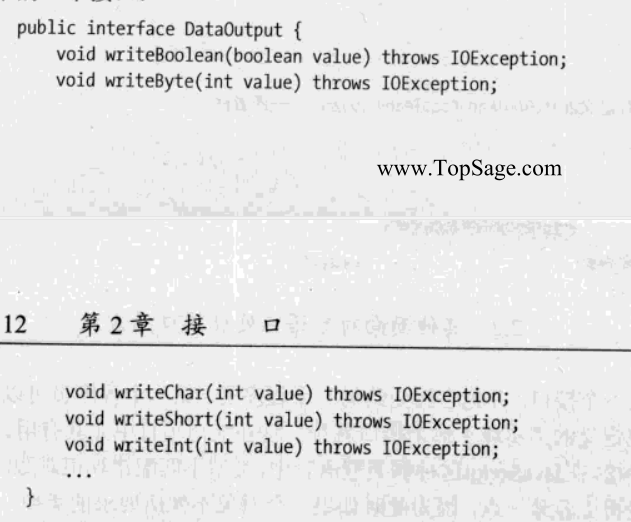 public interface DataOutput {
    void writeBoolean(boolean value) throws IOException;
    void writeByte(int value) throws IOException;
www.TopSage.com
12 第2章 接 口
    void writeChar(int value) throws IOException;
    void writeShort(int value) throws IOException;
    void writeInt(int value) throws IOException;
    ...
}